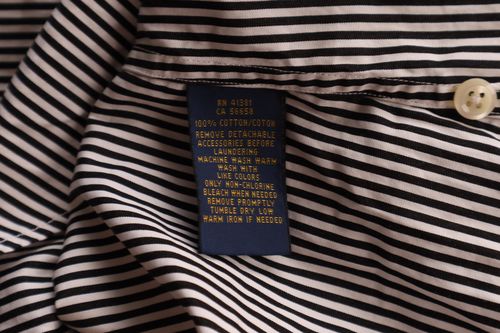 RN 41381
CA 56658
100% COTTON/COTON
REMOVE DETACHABLE
ACCESSORIES BEFORE
LAUNDERING
MACHINE WASH WARM
WASH WITH
LIKE COLORS
ONLY NON-CHLORINE
BLEACH WHEN NEEDED
REMOVE PROMPTLY
TUMBLE DRY LOW
WARM IRON IF NEEDED